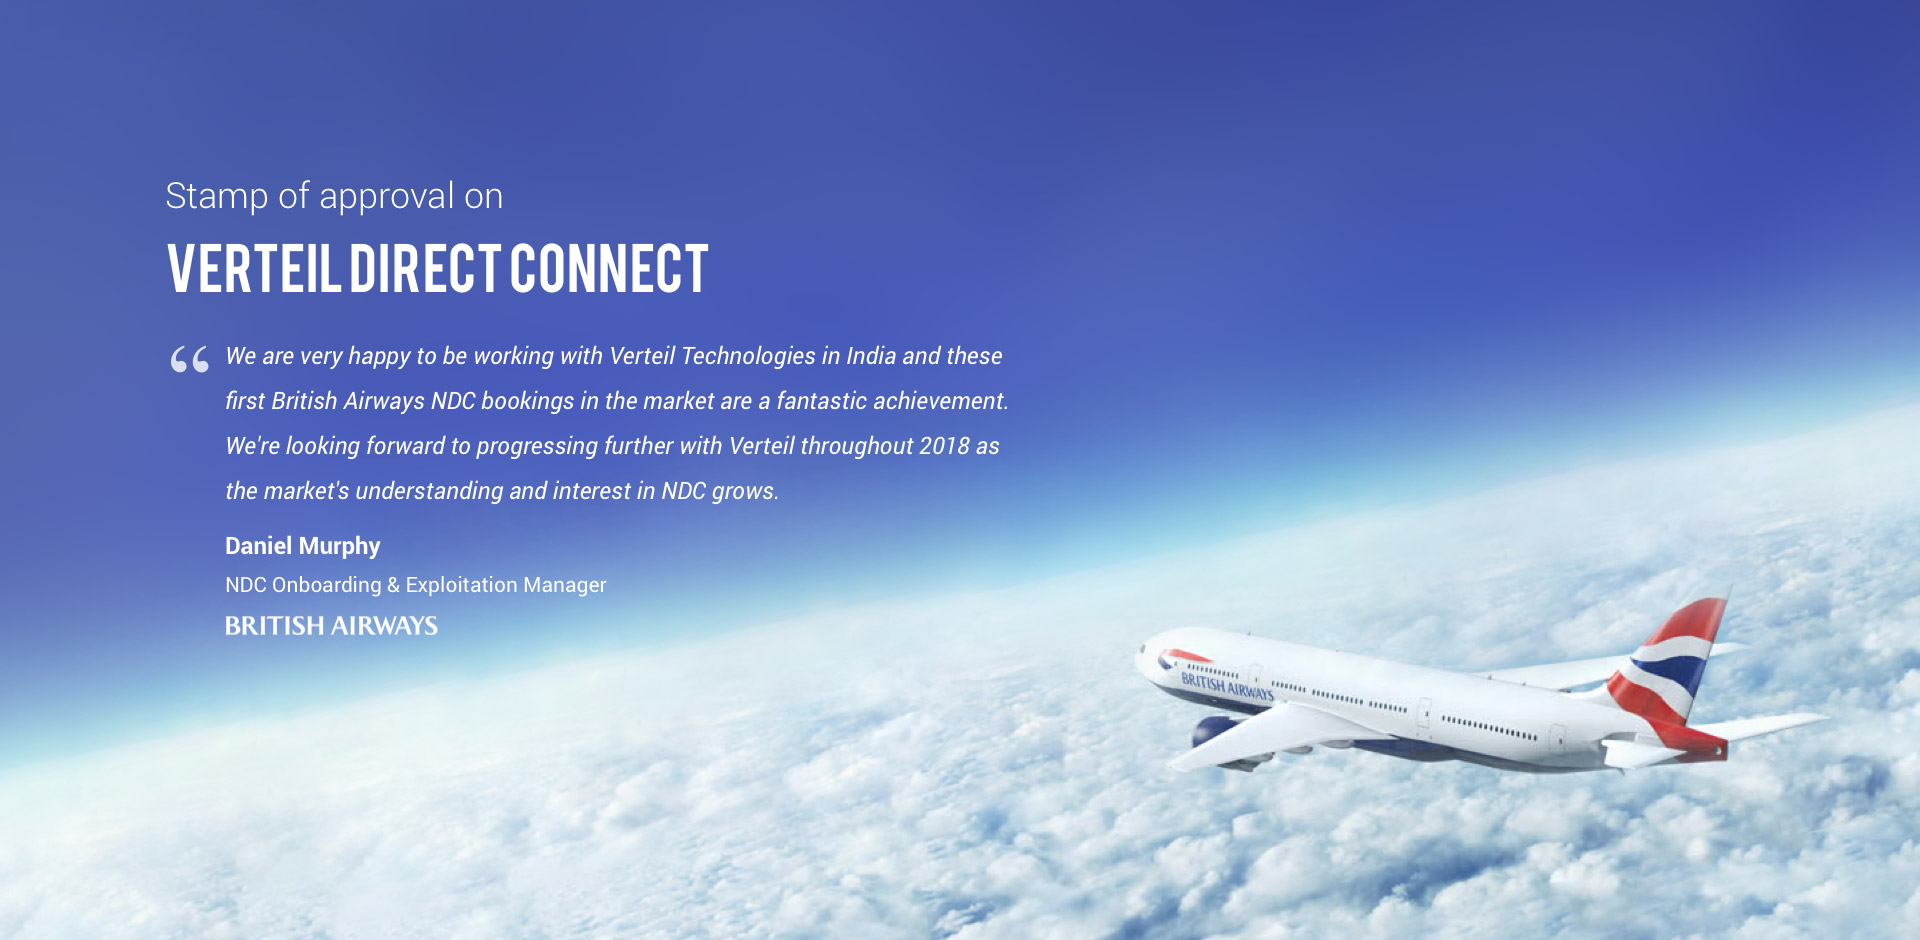 Stamp of approval on
VERTEIL DIRECT CONNECT
“ We are very happy to be working with Verteil Technologies in India and these
first British Airways NDC bookings in the market are a fantastic achievement.
We're looking forward to progressing further with Verteil throughout 2018 as
the market's understanding and interest in NDC grows.
Daniel Murphy
NDC Onboarding & Exploitation Manager
BRITISH AIRWAYS
BRITISH AIRWAYS